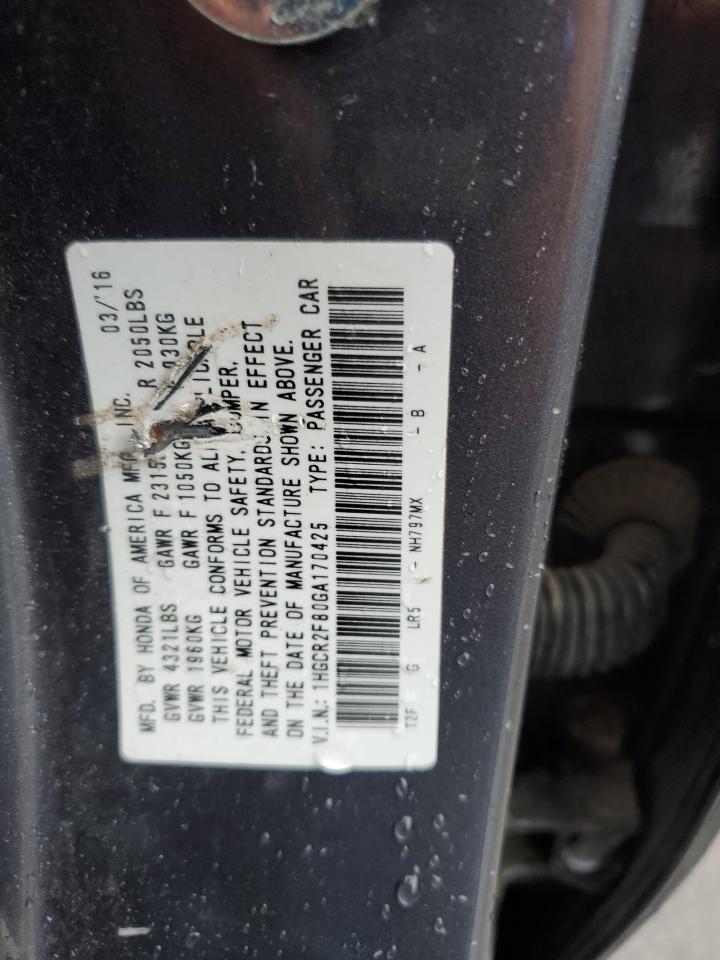 MFD. BY HONDA OF AMERICA MFG., INC. 03/'16
GVWR 4321LBS GAWR F 2315 R 2050LBS
GVWR 1960KG GAWR F 1050KG 930KG
THIS VEHICLE CONFORMS TO ALL
FEDERAL MOTOR VEHICLE SAFETY, BUMPER,
AND THEFT PREVENTION STANDARDS IN EFFECT
ON THE DATE OF MANUFACTURE SHOWN ABOVE.
V.I.N.: 1HGCR2F80GA170425 TYPE: PASSENGER CAR
T2F G LR5 - NH797MX - B - A